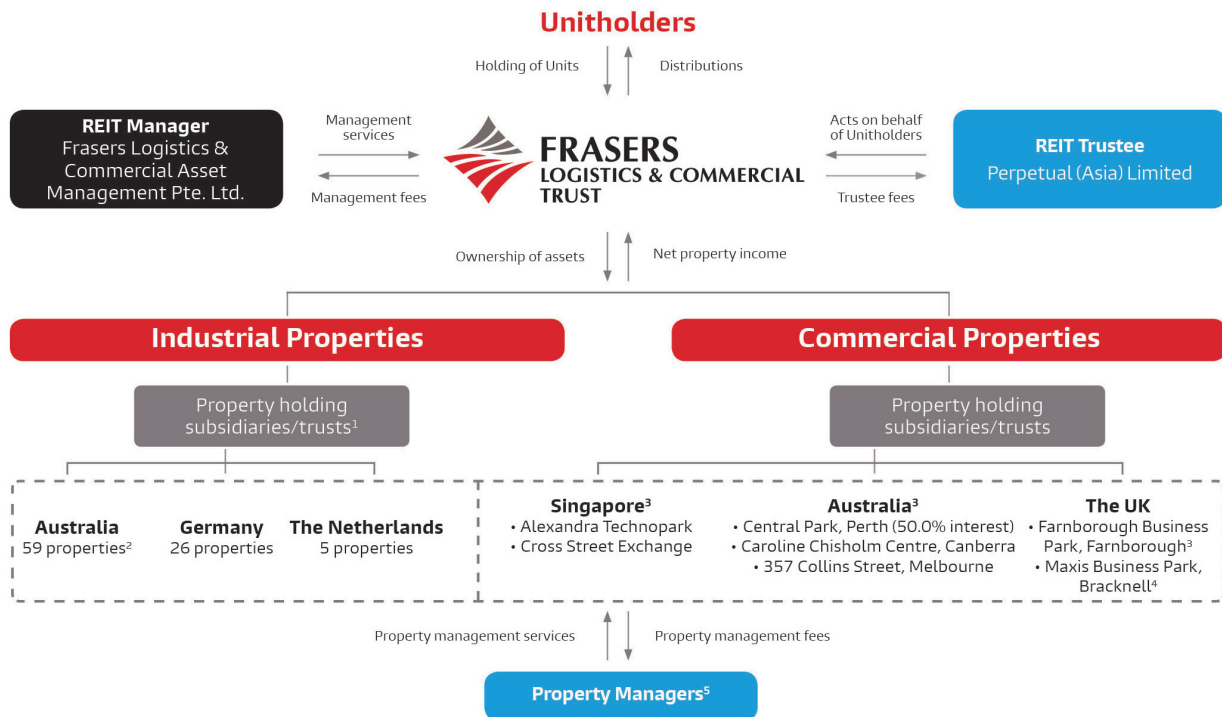 Unitholders
Holding of Units
Distributions
REIT Manager
Frasers Logistics &
Commercial Asset
Management Pte. Ltd.
Management
services
Management fees
FRASERS
LOGISTICS & COMMERCIAL
TRUST
Acts on behalf
of Unitholders
Trustee fees
REIT Trustee
Perpetual (Asia) Limited
Ownership of assets
Net property income
Industrial Properties
Commercial Properties
Property holding
subsidiaries/trusts¹
Property holding
subsidiaries/trusts
Australia
59 properties²
Germany
26 properties
The Netherlands
5 properties
Singapore³
• Alexandra Technopark
• Cross Street Exchange
Australia³
• Central Park, Perth (50.0% interest)
• Caroline Chisholm Centre, Canberra
• 357 Collins Street, Melbourne
The UK
• Farnborough Business
Park, Farnborough³
• Maxis Business Park,
Bracknell⁴
Property management services
Property management fees
Property Managers⁵